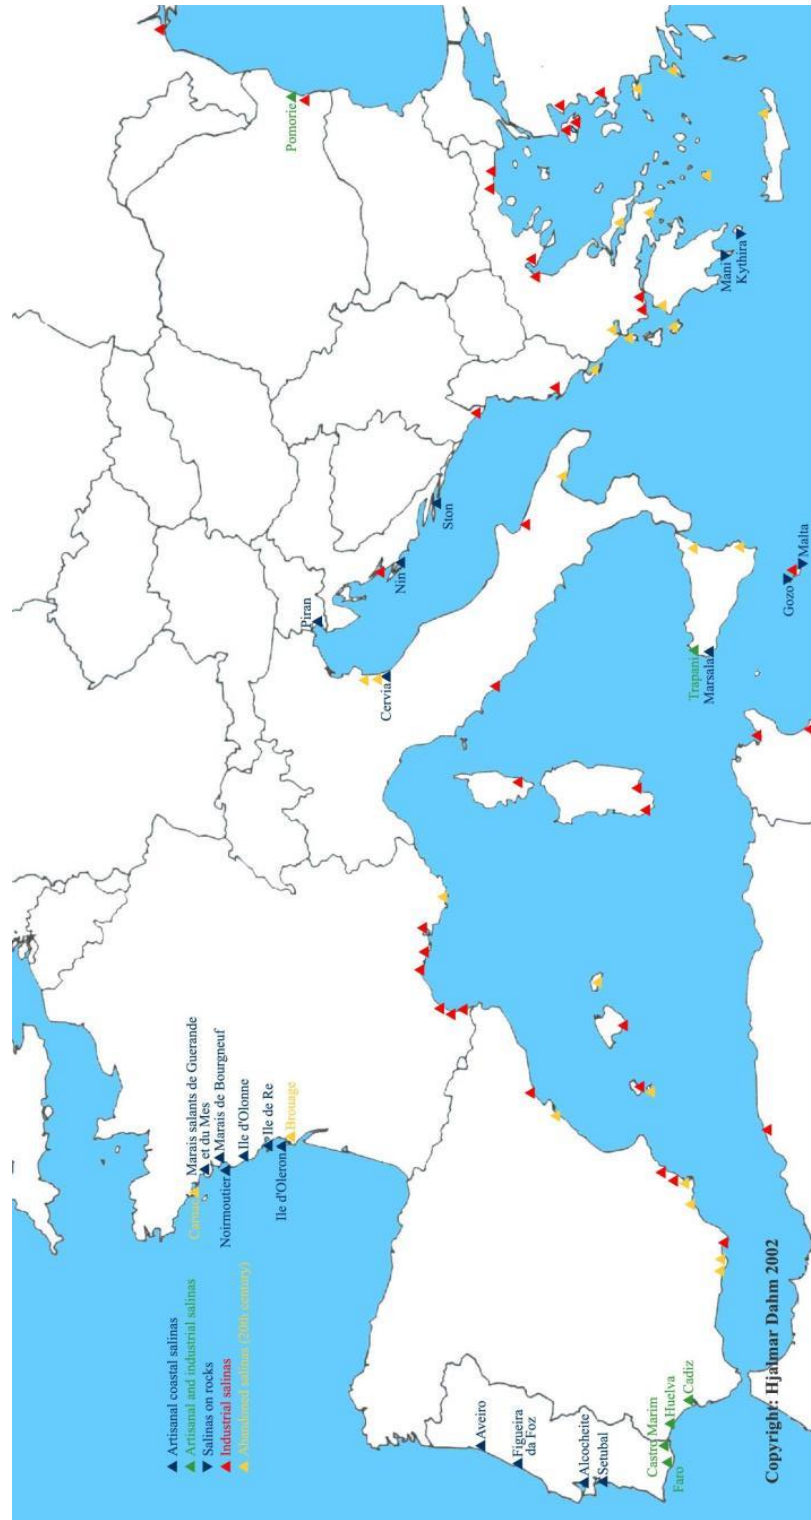 Artisanal coastal salinas
Artisanal and industrial salinas
Salinas on rocks
Industrial salinas
Abandoned salinas (20th century)
Carnac
Marais salants de Guerande
et du Mes
Marais de Bourgneuf
Noirmoutier
Ile d'Olonne
Ile de Re
Ile d'Oleron
Brouage
Aveiro
Figueira
da Foz
Alcocheite
Setubal
Castro Marim
Faro
Huelva
Cadiz
Piran
Cervia
Nin
Ston
Pomorie
Trapani
Marsala
Gozo
Malta
Mani
Kythira
Copyright: Hjalmar Dahm 2002